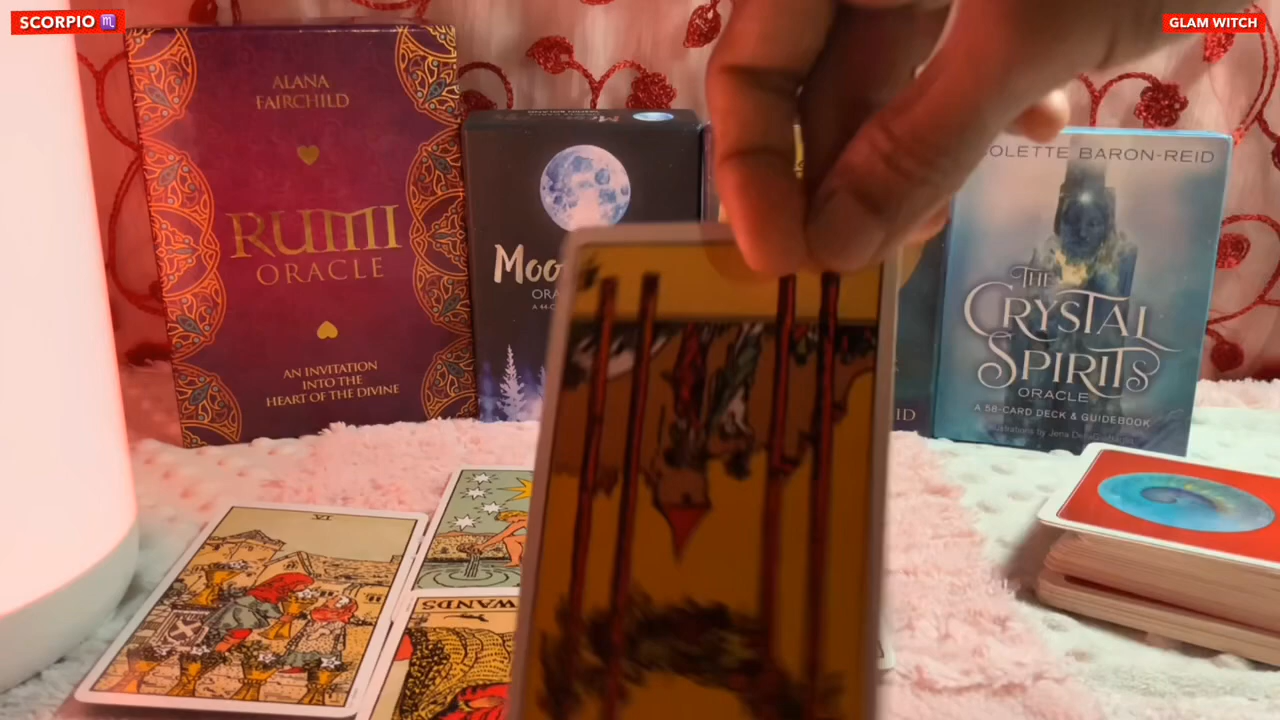 SCORPIO ♏
GLAM WITCH
ALANA
FAIRCHILD
RUMI
ORACLE
AN INVITATION
INTO THE
HEART OF THE DIVINE
OLETTE BARON-REID
THE
CRYSTAL
SPIRITS
ORACLE
A 58-CARD DECK & GUIDEBOOK
VI
WANDS